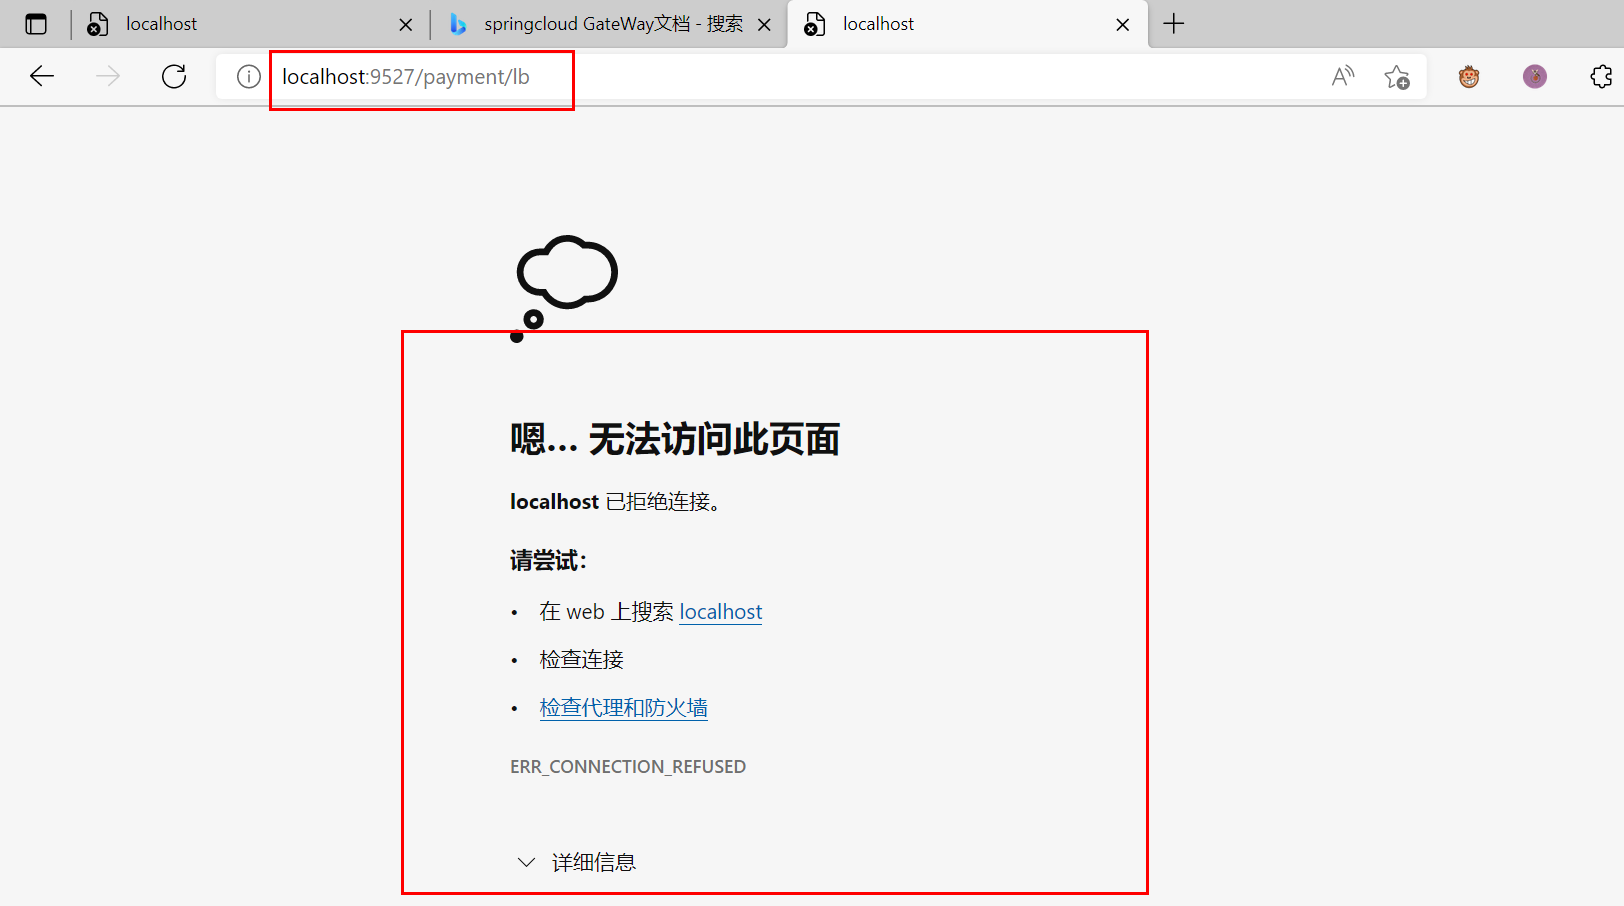 localhost
springcloud GateWay文档 - 搜索
localhost
localhost:9527/payment/lb
嗯... 无法访问此页面
localhost 已拒绝连接。
请尝试：
• 在 web 上搜索 localhost
• 检查连接
• 检查代理和防火墙
ERR_CONNECTION_REFUSED
详细信息